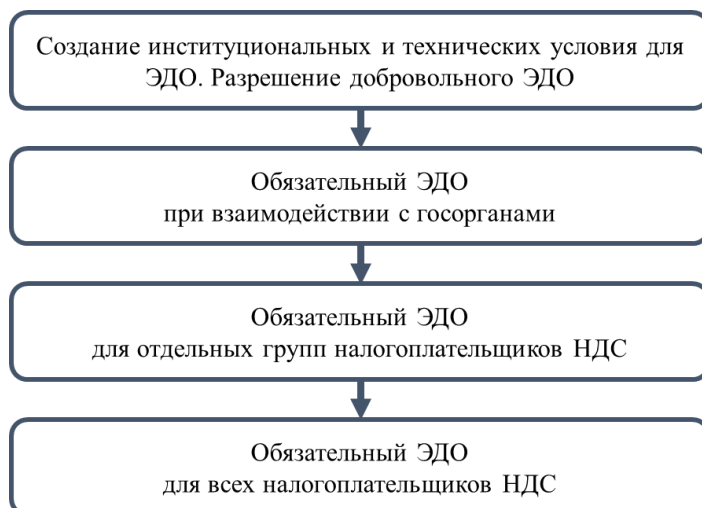 Создание институциональных и технических условия для
ЭДО. Разрешение добровольного ЭДО
Обязательный ЭДО
при взаимодействии с госорганами
Обязательный ЭДО
для отдельных групп налогоплательщиков НДС
Обязательный ЭДО
для всех налогоплательщиков НДС